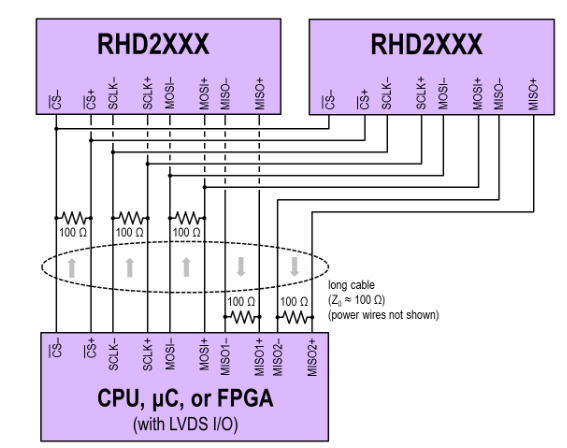 RHD2XXX
RHD2XXX
CS−
CS+
SCLK−
SCLK+
MOSI−
MOSI+
MISO−
MISO+
CS−
CS+
SCLK−
SCLK+
MOSI−
MOSI+
MISO−
MISO+
100 Ω
100 Ω
100 Ω
long cable
(Z₀ ≈ 100 Ω)
(power wires not shown)
100 Ω
100 Ω
CS−
CS+
SCLK−
SCLK+
MOSI−
MOSI+
MISO1−
MISO1+
MISO2−
MISO2+
CPU, µC, or FPGA
(with LVDS I/O)